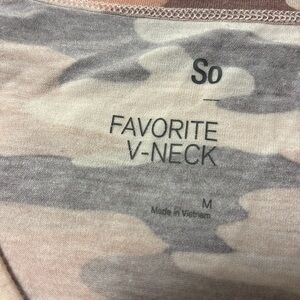 So
FAVORITE
V-NECK
M
Made in Vietnam